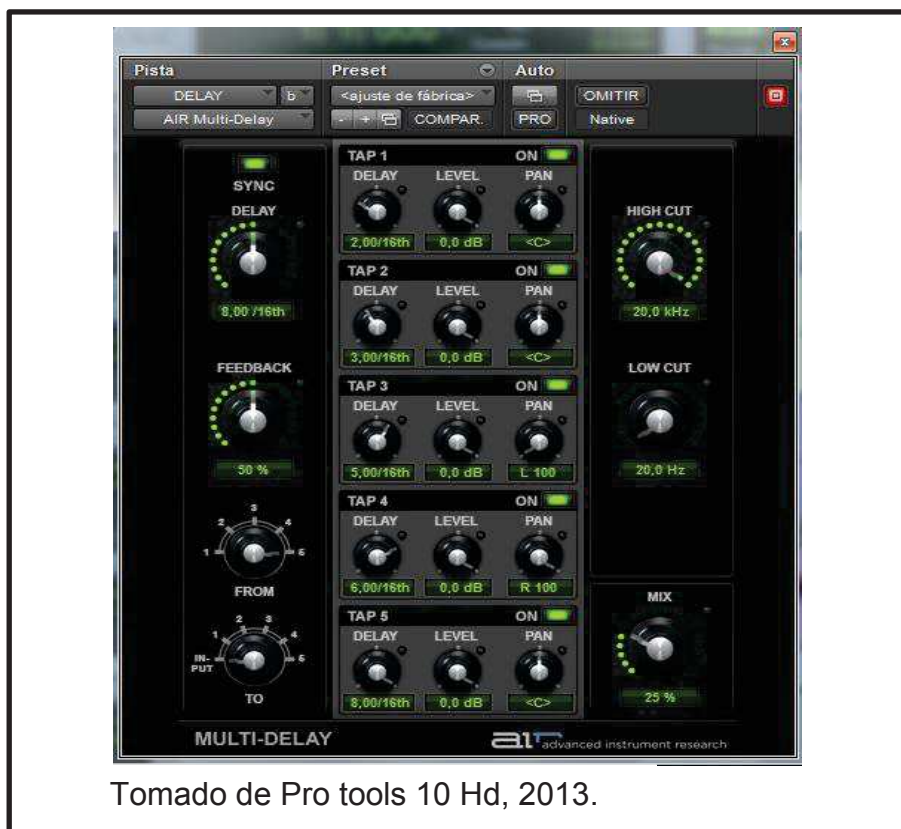 Pista Preset Auto
DELAY b <ajuste de fábrica> OMITIR
AIR Multi-Delay - + COMPAR. PRO Native
SYNC
DELAY
8,00 /16th
FEEDBACK
50 %
1 2 3 4 5
FROM
IN-PUT 1 2 3 4 5
TO
TAP 1 ON
DELAY LEVEL PAN
2,00/16th 0,0 dB <C>
TAP 2 ON
DELAY LEVEL PAN
3,00/16th 0,0 dB <C>
TAP 3 ON
DELAY LEVEL PAN
5,00/16th 0,0 dB L 100
TAP 4 ON
DELAY LEVEL PAN
6,00/16th 0,0 dB R 100
TAP 5 ON
DELAY LEVEL PAN
8,00/16th 0,0 dB <C>
HIGH CUT
20,0 kHz
LOW CUT
20,0 Hz
MIX
25 %
MULTI-DELAY air advanced instrument research
Tomado de Pro tools 10 Hd, 2013.